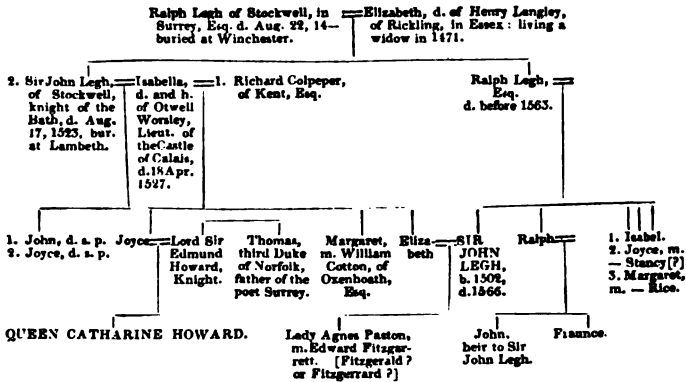 Ralph Legh of Stockwell, in
Surrey, Esq. d. Aug. 22, 14—
buried at Winchester.
Elizabeth, d. of Henry Langley,
of Rickling, in Essex: living a
widow in 1471.
2. Sir John Legh,
of Stockwell,
knight of the
Bath, d. Aug.
17, 1523, bur.
at Lambeth.
Isabella,
d. and h.
of Otwell
Worsley,
Lieut. of
the Castle
of Calais,
d. 18 Apr.
1527.
1. Richard Colpeper,
of Kent, Esq.
Ralph Legh,
Esq.
d. before 1563.
1. John, d. s. p.
2. Joyce, d. s. p.
Joyce
Lord Sir
Edmund
Howard,
Knight.
Thomas,
third Duke
of Norfolk,
father of the
poet Surrey.
Margaret,
m. William
Cotton, of
Oxenhoath,
Esq.
Eliza-
beth
SIR
JOHN
LEGH,
b. 1502,
d. 1566.
Ralph
1. Isabel.
2. Joyce, m.
— Stancy [?]
3. Margaret,
m. — Rice.
QUEEN CATHARINE HOWARD.
Lady Agnes Paston,
m. Edward Fitzgar-
rett. [Fitzgerald?
or Fitzgerrard?]
John.
heir to Sir
John Legh.
Fraunce.